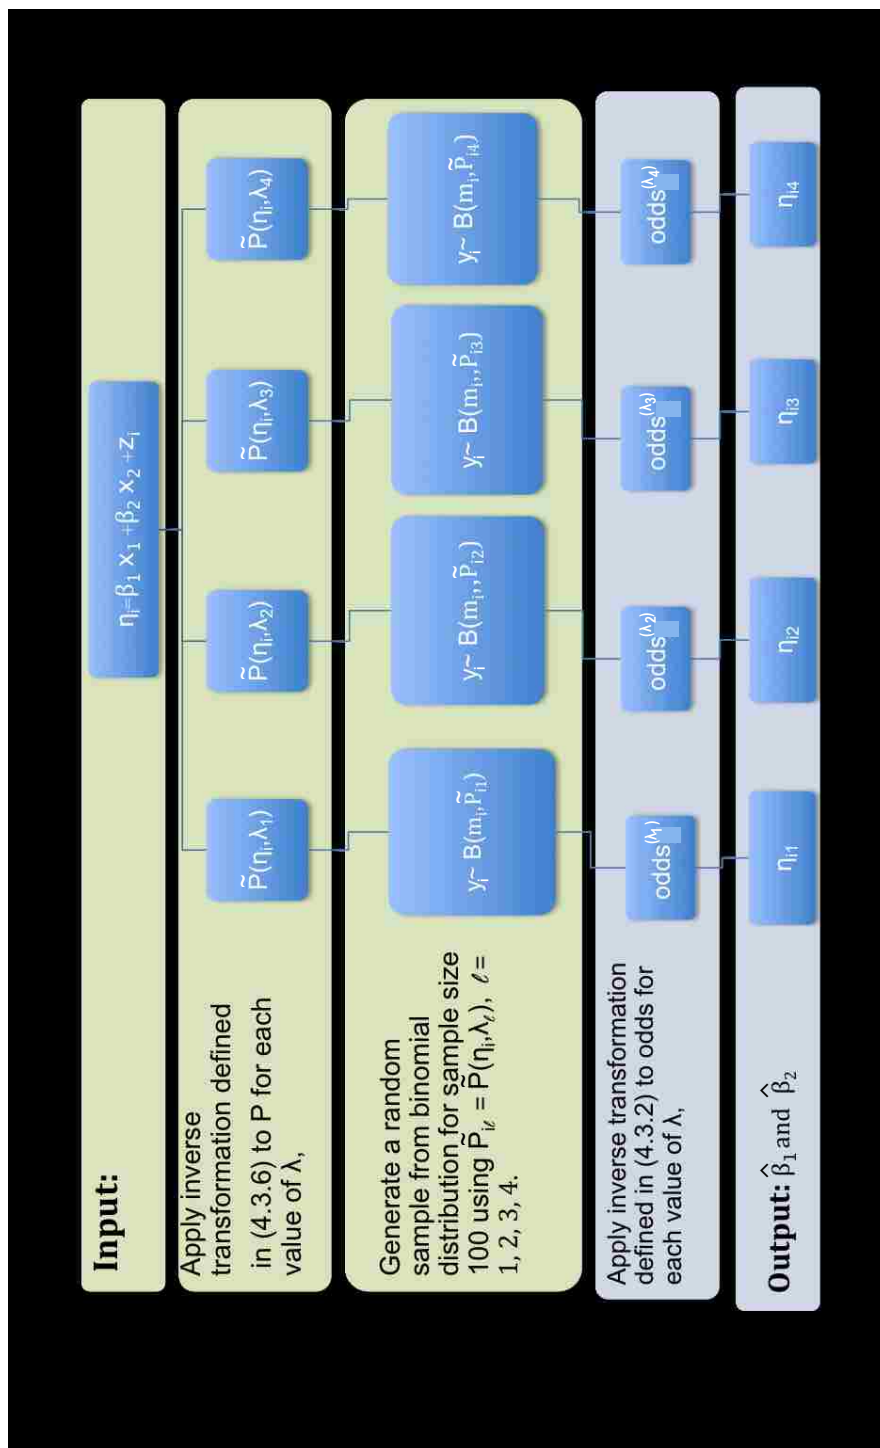 Input:
ηᵢ=β₁ x₁ +β₂ x₂ +zᵢ
Apply inverse
transformation defined
in (4.3.6) to P for each
value of λ,
P̃(ηᵢ,λ₁)
P̃(ηᵢ,λ₂)
P̃(ηᵢ,λ₃)
P̃(ηᵢ,λ₄)
Generate a random
sample from binomial
distribution for sample size
100 using P̃ᵢℓ = P̃(ηᵢ,λℓ), ℓ =
1, 2, 3, 4.
yᵢ~ B(mᵢ,P̃ᵢ₁)
yᵢ~ B(mᵢ,,P̃ᵢ₂)
yᵢ~ B(mᵢ,,P̃ᵢ₃)
yᵢ~ B(mᵢ,P̃ᵢ₄)
Apply inverse transformation
defined in (4.3.2) to odds for
each value of λ,
odds⁽λ₁⁾
odds⁽λ₂⁾
odds⁽λ₃⁾
odds⁽λ₄⁾
Output: β̂₁ and β̂₂
ηᵢ₁
ηᵢ₂
ηᵢ₃
ηᵢ₄